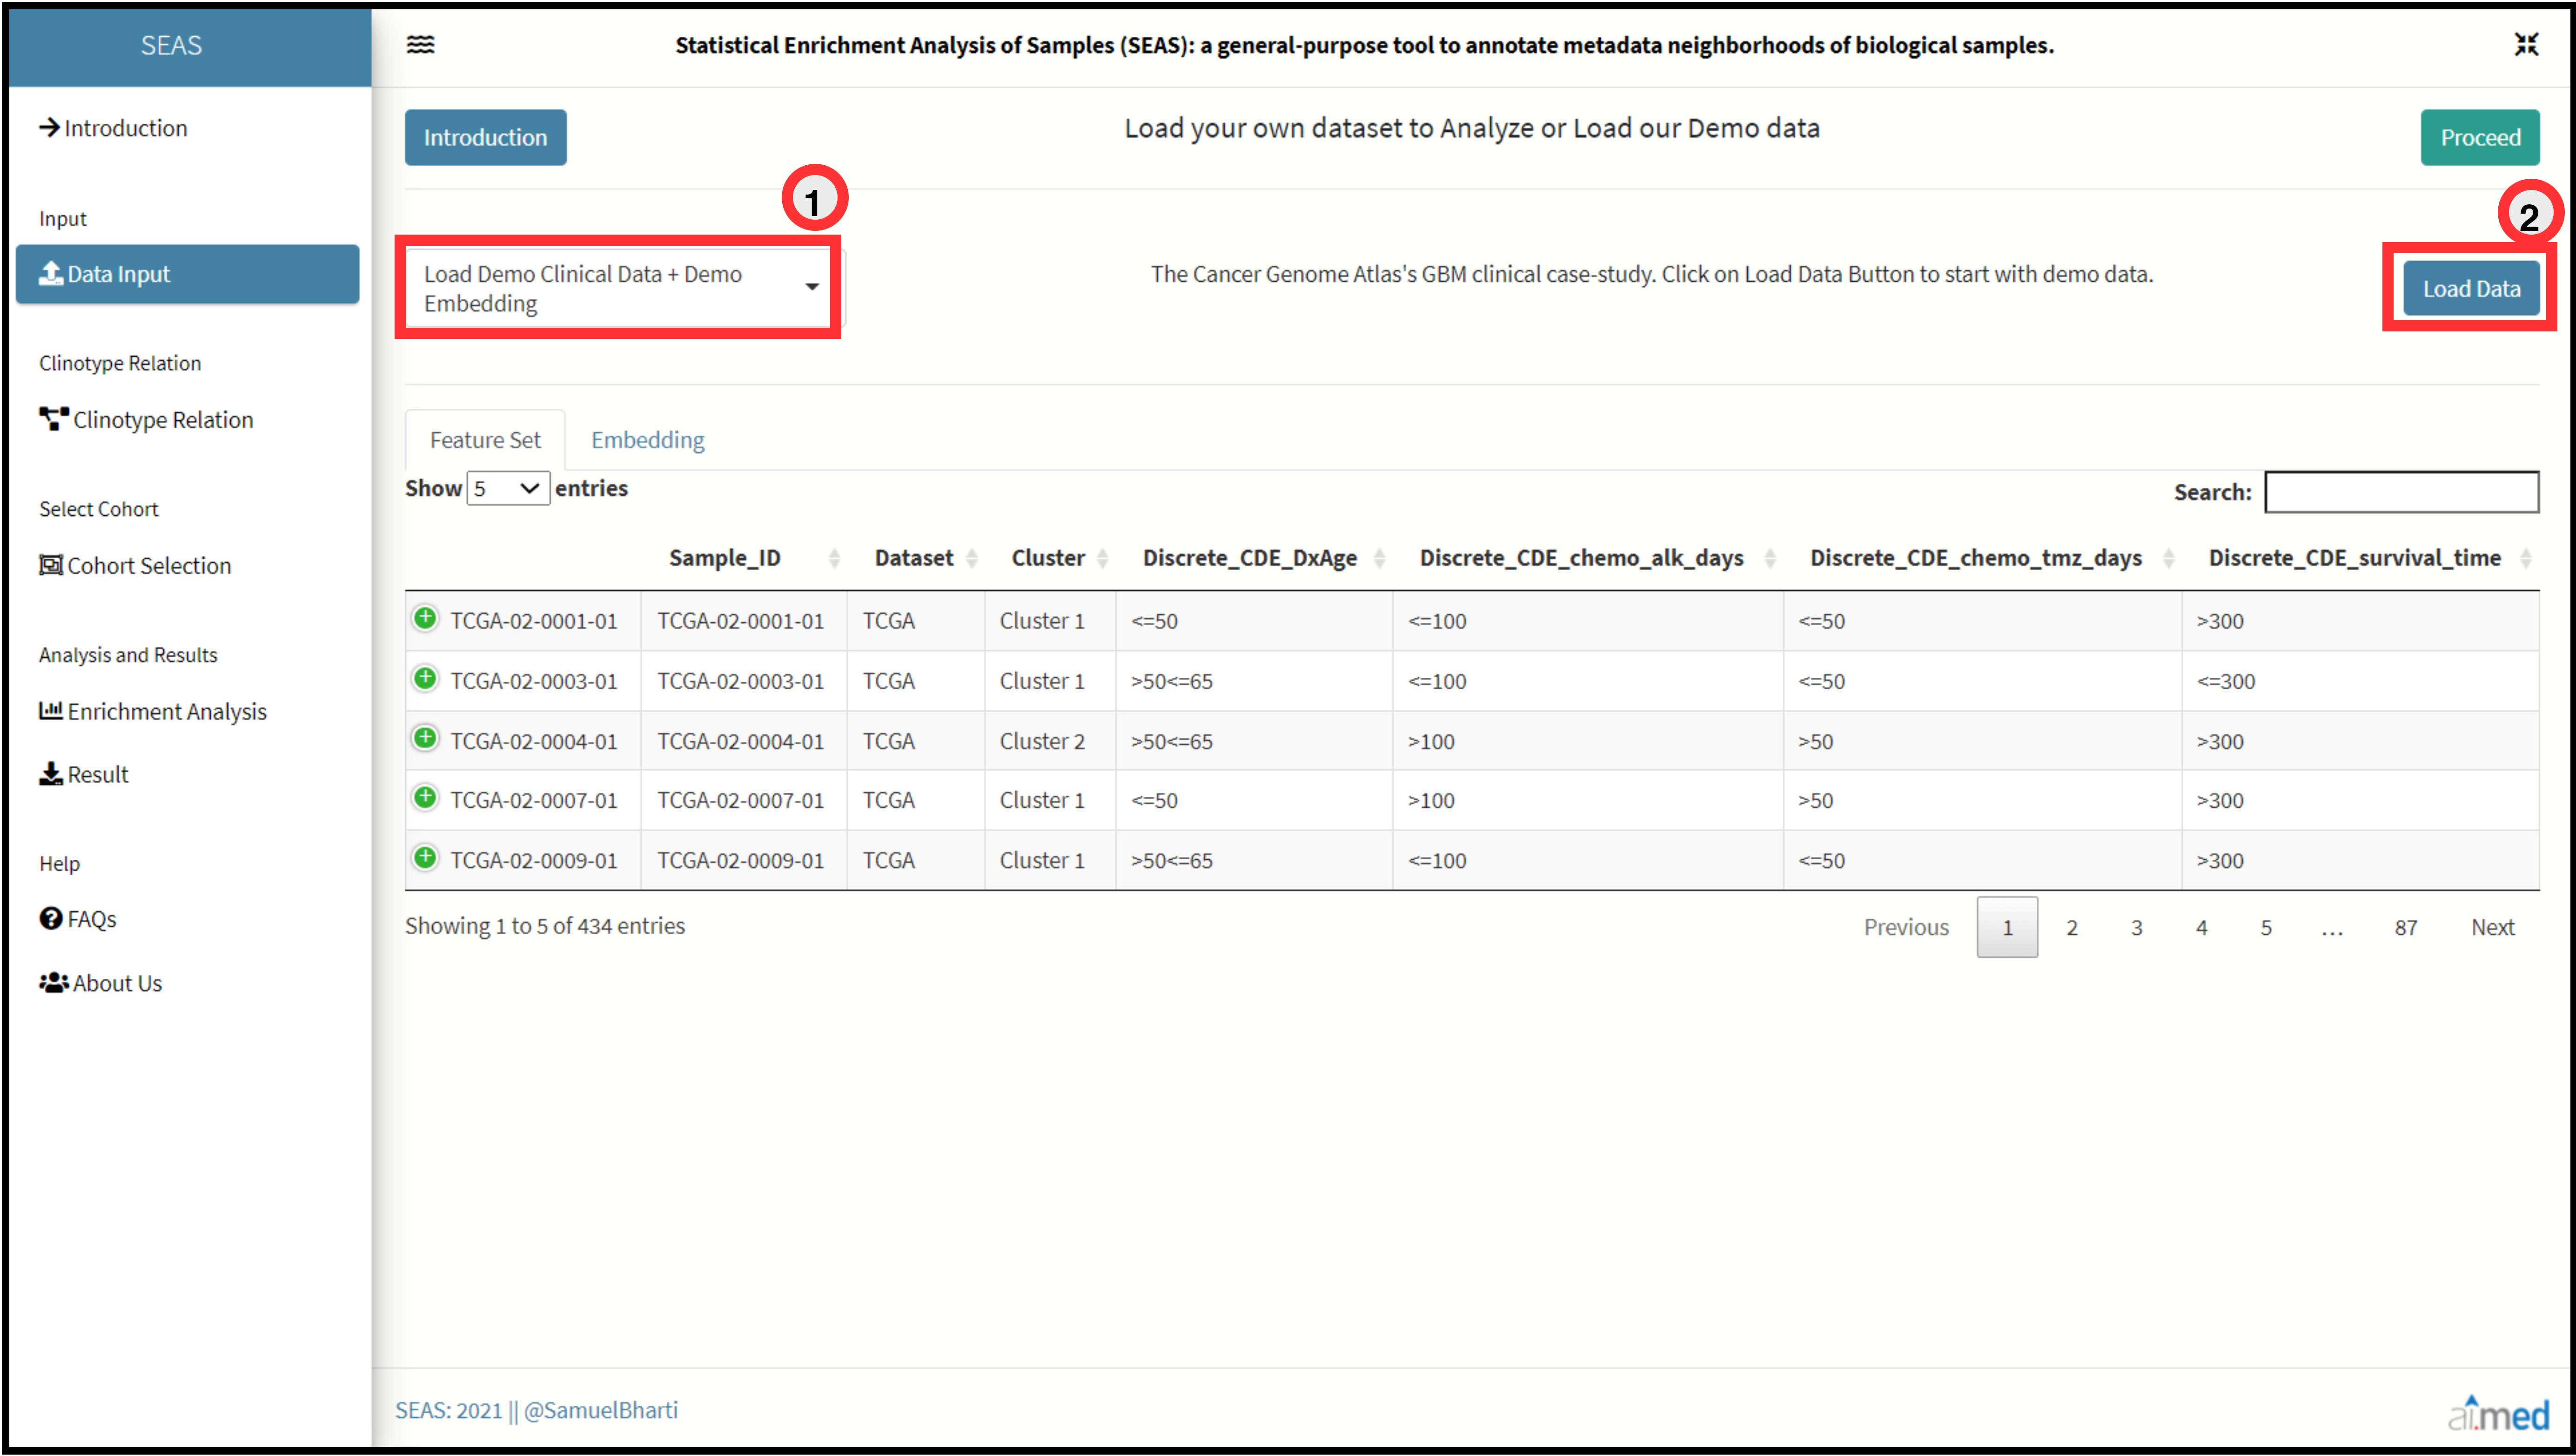 SEAS
Statistical Enrichment Analysis of Samples (SEAS): a general-purpose tool to annotate metadata neighborhoods of biological samples.
Introduction
Input
Data Input
Clinotype Relation
Clinotype Relation
Select Cohort
Cohort Selection
Analysis and Results
Enrichment Analysis
Result
Help
FAQs
About Us
Introduction
Load your own dataset to Analyze or Load our Demo data
Proceed
1
2
Load Demo Clinical Data + Demo
Embedding
The Cancer Genome Atlas's GBM clinical case-study. Click on Load Data Button to start with demo data.
Load Data
Feature Set Embedding
Show 5 entries Search:
Sample_ID Dataset Cluster Discrete_CDE_DxAge Discrete_CDE_chemo_alk_days Discrete_CDE_chemo_tmz_days Discrete_CDE_survival_time
TCGA-02-0001-01 TCGA-02-0001-01 TCGA Cluster 1 <=50 <=100 <=50 >300
TCGA-02-0003-01 TCGA-02-0003-01 TCGA Cluster 1 >50<=65 <=100 <=50 <=300
TCGA-02-0004-01 TCGA-02-0004-01 TCGA Cluster 2 >50<=65 >100 >50 >300
TCGA-02-0007-01 TCGA-02-0007-01 TCGA Cluster 1 <=50 >100 >50 >300
TCGA-02-0009-01 TCGA-02-0009-01 TCGA Cluster 1 >50<=65 <=100 <=50 >300
Showing 1 to 5 of 434 entries Previous 1 2 3 4 5 ... 87 Next
SEAS: 2021 || @SamuelBharti
ai.med